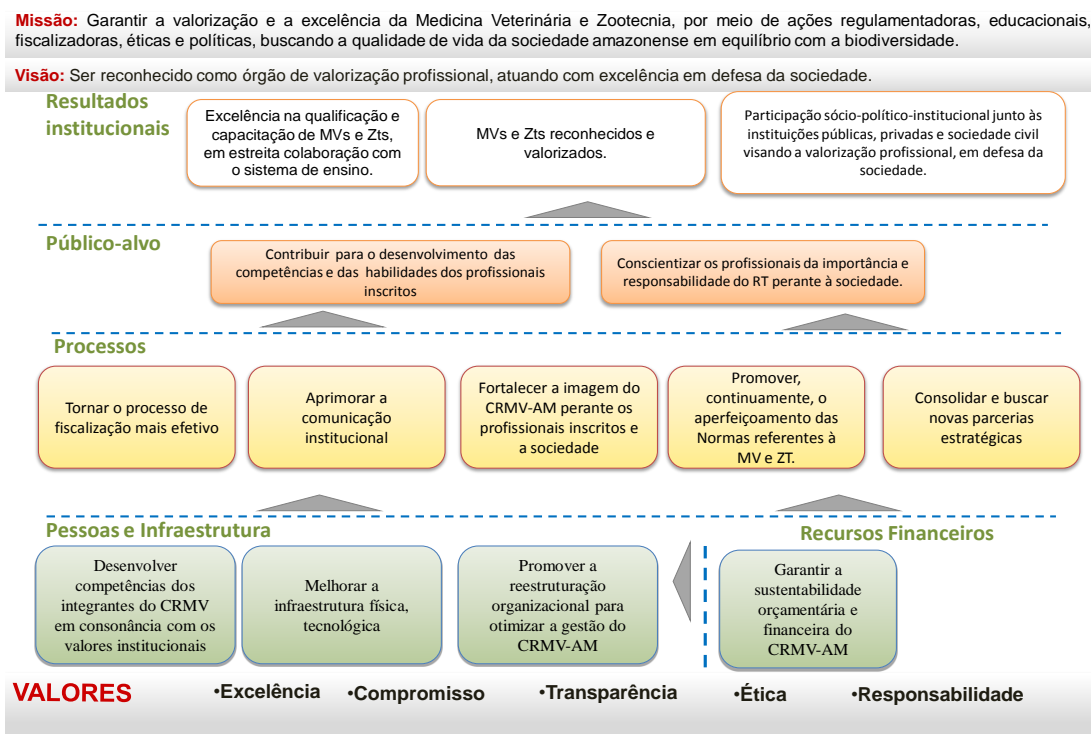 Missão: Garantir a valorização e a excelência da Medicina Veterinária e Zootecnia, por meio de ações regulamentadoras, educacionais,
fiscalizadoras, éticas e políticas, buscando a qualidade de vida da sociedade amazonense em equilíbrio com a biodiversidade.
Visão: Ser reconhecido como órgão de valorização profissional, atuando com excelência em defesa da sociedade.
Resultados
institucionais
Excelência na qualificação e
capacitação de MVs e Zts,
em estreita colaboração com
o sistema de ensino.
MVs e Zts reconhecidos e
valorizados.
Participação sócio-político-institucional junto às
instituições públicas, privadas e sociedade civil
visando a valorização profissional, em defesa da
sociedade.
Público-alvo
Contribuir para o desenvolvimento das
competências e das habilidades dos profissionais
inscritos
Conscientizar os profissionais da importância e
responsabilidade do RT perante à sociedade.
Processos
Tornar o processo de
fiscalização mais efetivo
Aprimorar a
comunicação
institucional
Fortalecer a imagem do
CRMV-AM perante os
profissionais inscritos e
a sociedade
Promover,
continuamente, o
aperfeiçoamento das
Normas referentes à
MV e ZT.
Consolidar e buscar
novas parcerias
estratégicas
Pessoas e Infraestrutura
Recursos Financeiros
Desenvolver
competências dos
integrantes do CRMV
em consonância com os
valores institucionais
Melhorar a
infraestrutura física,
tecnológica
Promover a
reestruturação
organizacional para
otimizar a gestão do
CRMV-AM
Garantir a
sustentabilidade
orçamentária e
financeira do
CRMV-AM
VALORES •Excelência •Compromisso •Transparência •Ética •Responsabilidade